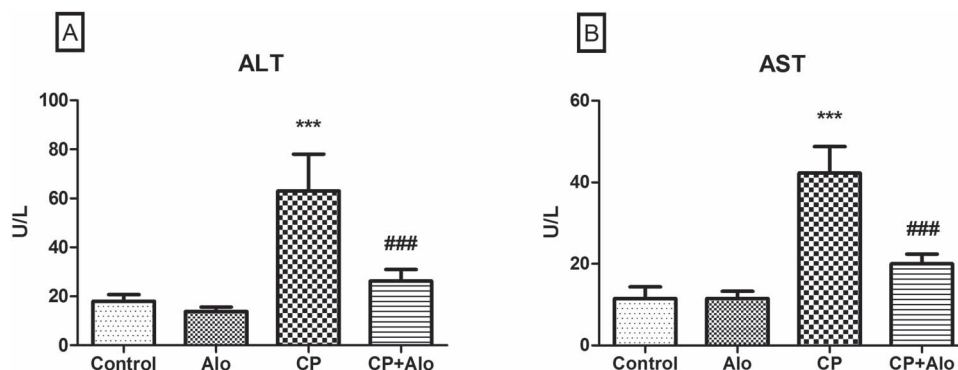 A
ALT
U/L
100
80
60
40
20
0
***
###
Control
Alo
CP
CP+Alo
B
AST
U/L
60
40
20
0
***
###
Control
Alo
CP
CP+Alo